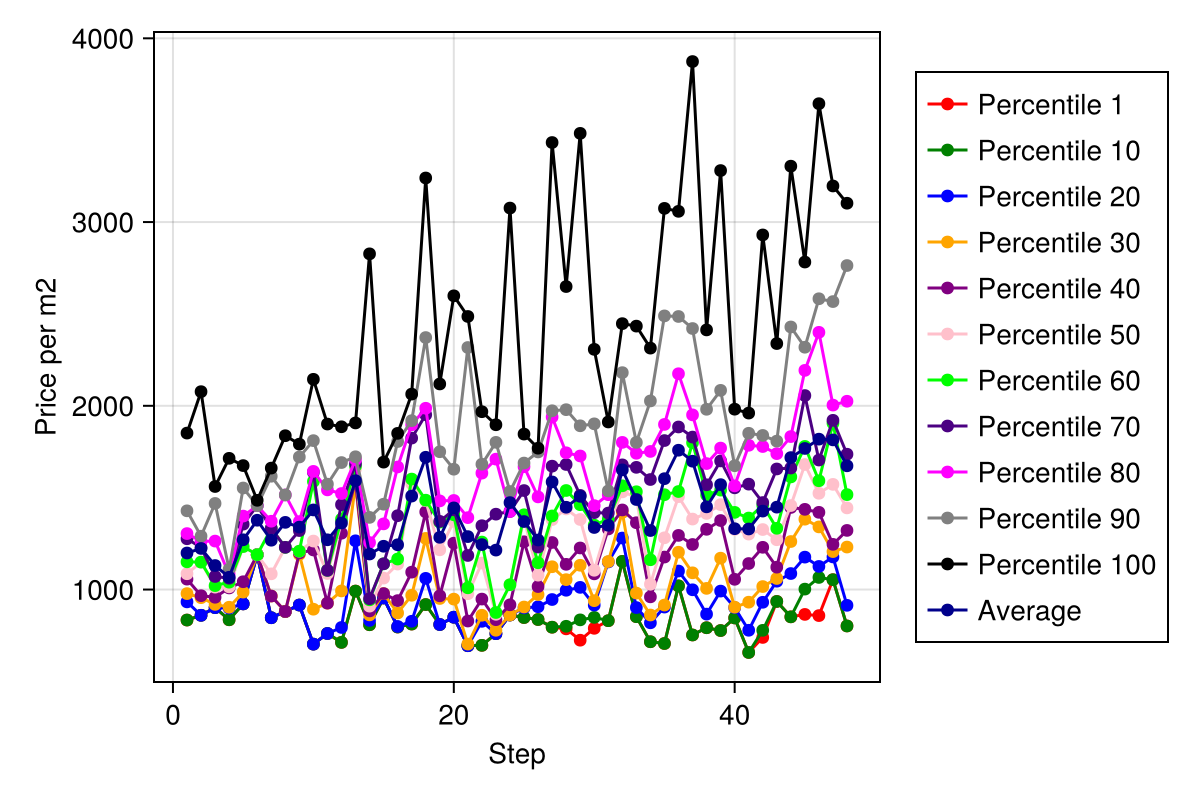 4000
3000
2000
1000
Price per m2
0
20
40
Step
Percentile 1
Percentile 10
Percentile 20
Percentile 30
Percentile 40
Percentile 50
Percentile 60
Percentile 70
Percentile 80
Percentile 90
Percentile 100
Average